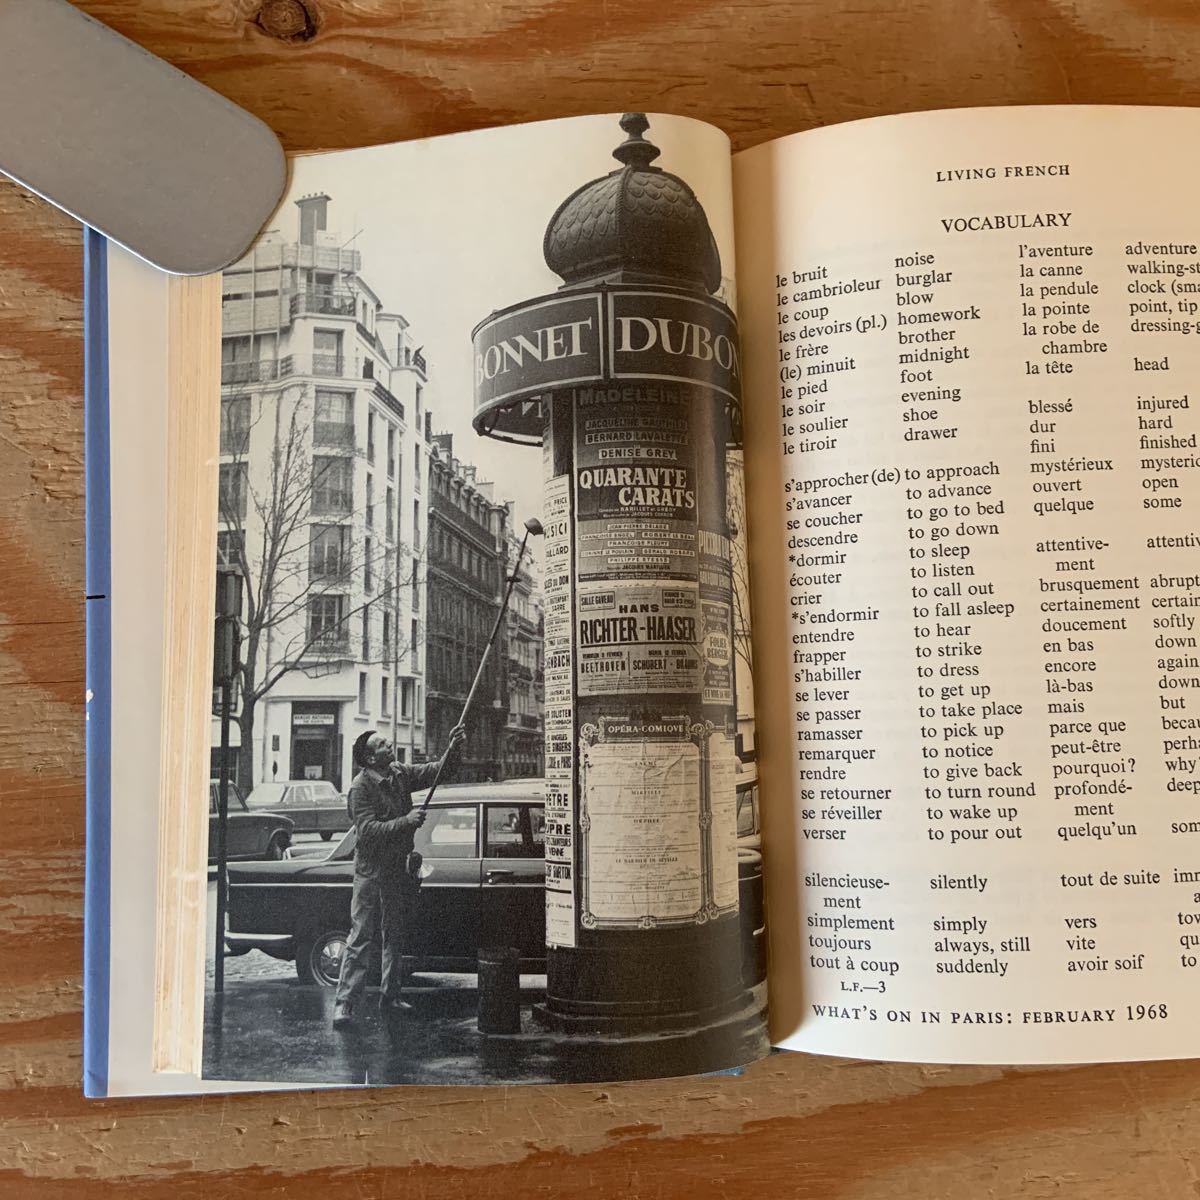 BONNET DUBON
MADELEINE
JACQUELINE GAUTHIER
BERNARD LAVALETTE
DENISE GREY
QUARANTE
CARATS
SALLE GAVEAU
HANS
RICHTER-HAASER
BEETHOVEN
SCHUBERT - BRAHMS
OPÉRA-COMIQUE
LIVING FRENCH
VOCABULARY
le bruit noise l'aventure adventure
le cambrioleur burglar la canne walking-st
le coup blow la pendule clock (sma
les devoirs (pl.) homework la pointe point, tip
le frère brother la robe de dressing-g
chambre
(le) minuit midnight la tête head
le pied foot
le soir evening blessé injured
le soulier shoe dur hard
le tiroir drawer fini finished
s'approcher (de) to approach mystérieux mysterio
s'avancer to advance ouvert open
se coucher to go to bed quelque some
descendre to go down
*dormir to sleep attentive- attentiv
ment
écouter to listen
crier to call out brusquement abrupt
*s'endormir to fall asleep certainement certain
entendre to hear doucement softly
frapper to strike en bas down
s'habiller to dress encore again
se lever to get up là-bas down
se passer to take place mais but
ramasser to pick up parce que becau
remarquer to notice peut-être perha
rendre to give back pourquoi? why?
se retourner to turn round profondé- deep
ment
se réveiller to wake up
verser to pour out quelqu'un som
silencieuse- silently tout de suite imm
ment a
simplement simply vers tow
toujours always, still vite qu
tout à coup suddenly avoir soif to
L.F.—3
WHAT'S ON IN PARIS: FEBRUARY 1968